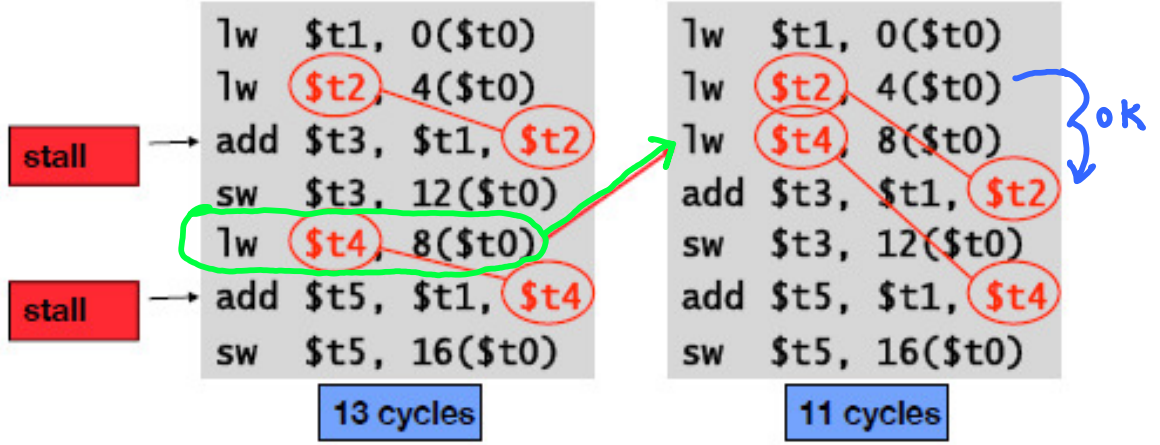 lw $t1, 0($t0)
lw $t2, 4($t0)
stall
add $t3, $t1, $t2
sw $t3, 12($t0)
lw $t4, 8($t0)
stall
add $t5, $t1, $t4
sw $t5, 16($t0)
13 cycles
lw $t1, 0($t0)
lw $t2, 4($t0)
lw $t4, 8($t0)
add $t3, $t1, $t2
sw $t3, 12($t0)
add $t5, $t1, $t4
sw $t5, 16($t0)
11 cycles
OK